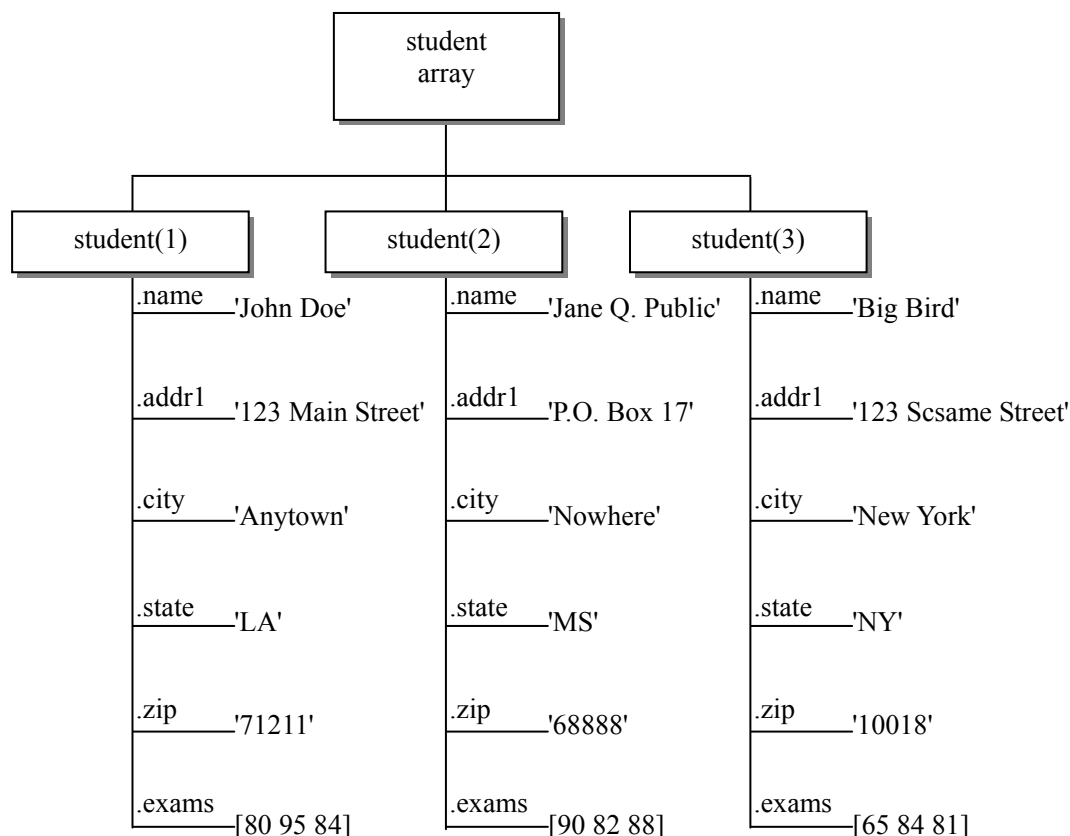 student
array
student(1) student(2) student(3)
.name 'John Doe' .name 'Jane Q. Public' .name 'Big Bird'
.addr1 '123 Main Street' .addr1 'P.O. Box 17' .addr1 '123 Scsame Street'
.city 'Anytown' .city 'Nowhere' .city 'New York'
.state 'LA' .state 'MS' .state 'NY'
.zip '71211' .zip '68888' .zip '10018'
.exams [80 95 84] .exams [90 82 88] .exams [65 84 81]